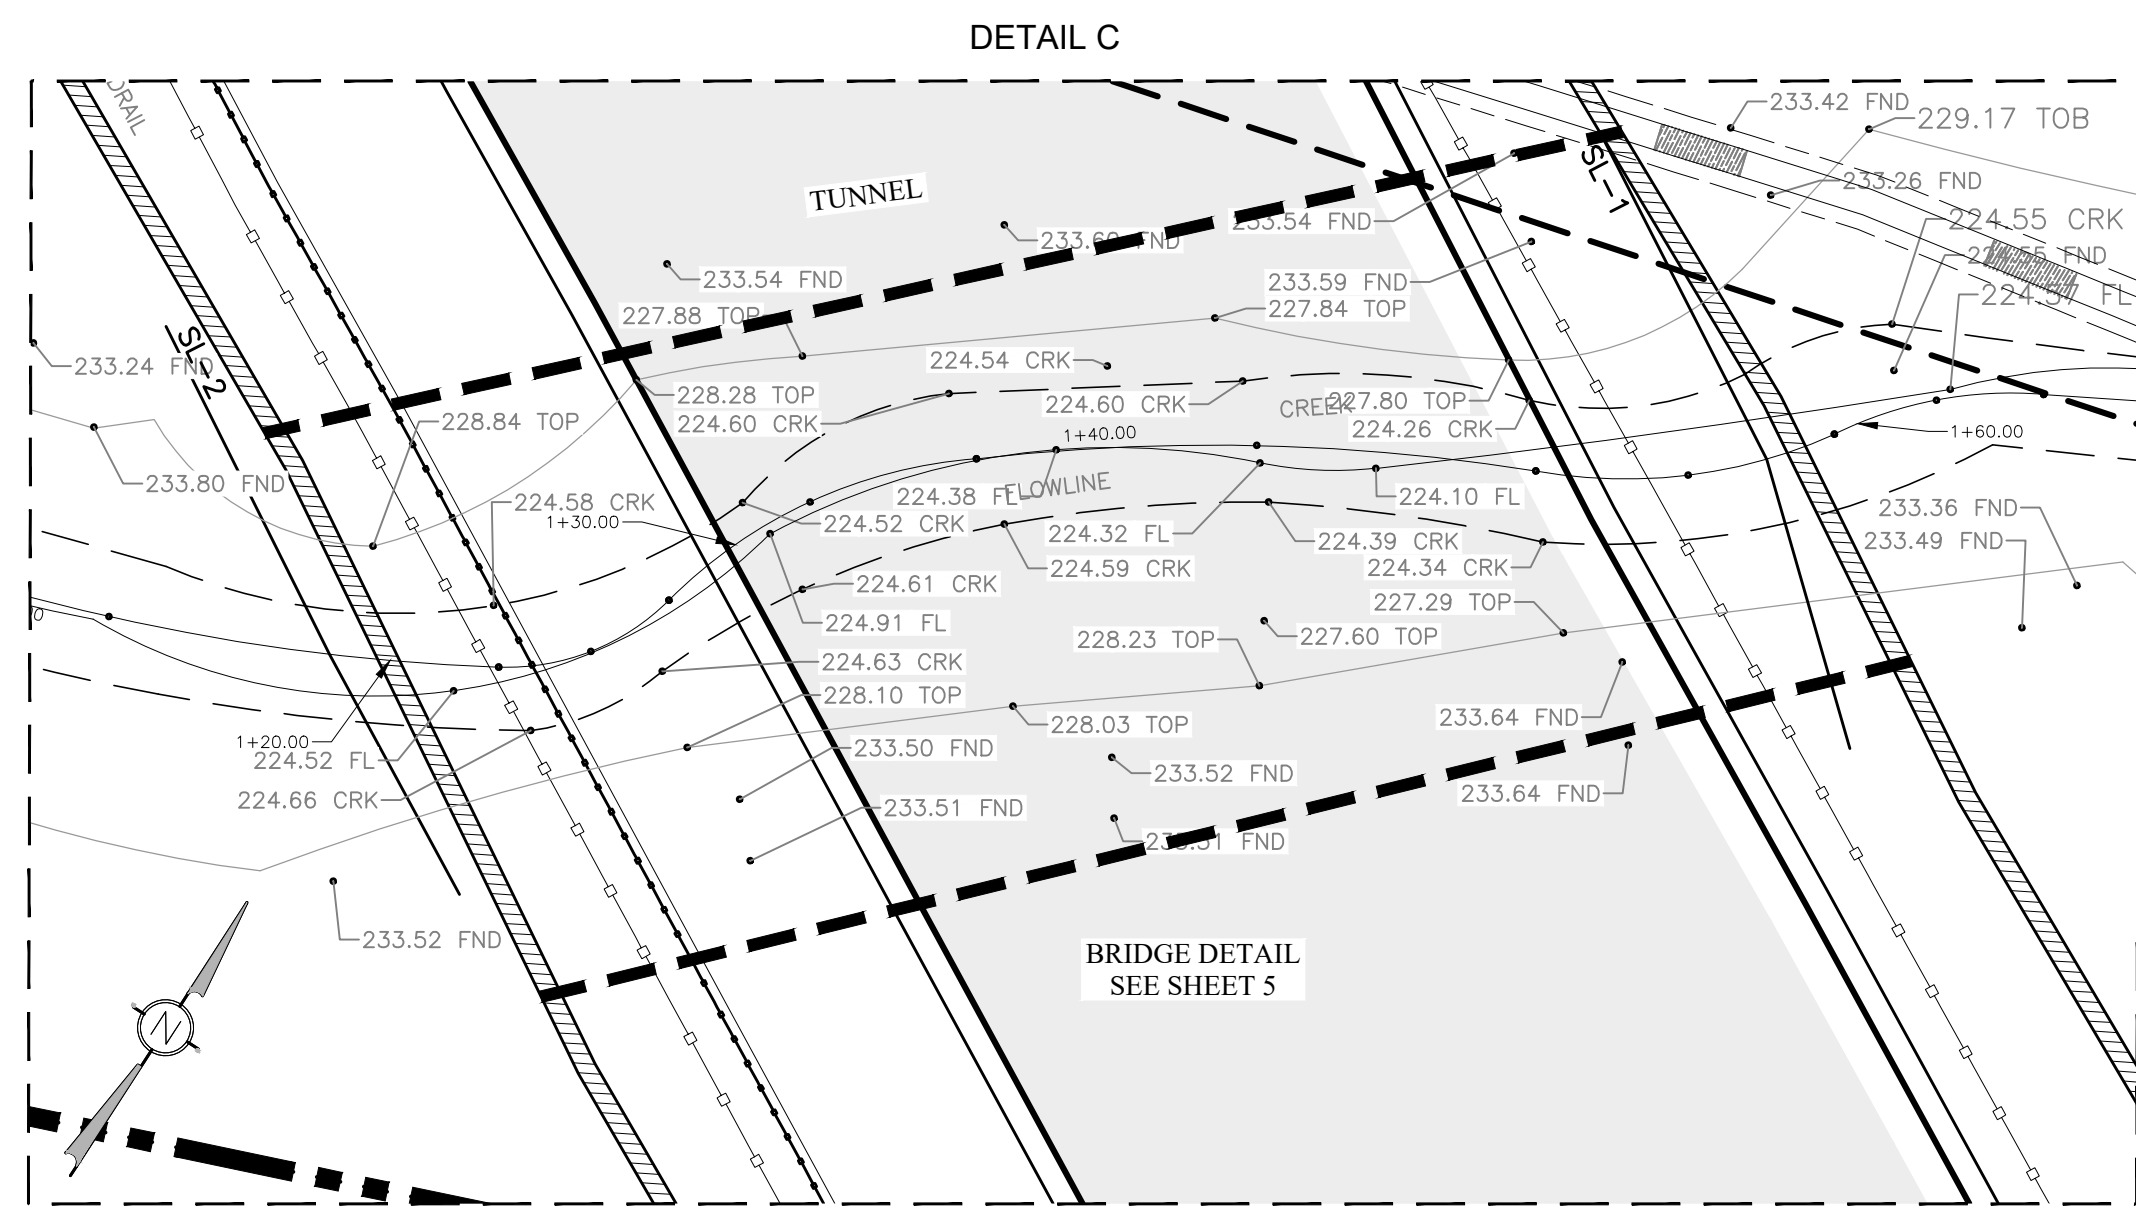 DETAIL C
233.42 FND
229.17 TOB
SL-1
233.26 FND
TUNNEL
224.55 CRK
233.54 FND
FND
224.55 FND
233.54 FND
233.59 FND
224.57 FL
227.88 TOP
227.84 TOP
SL-2
233.24 FND
224.54 CRK
228.28 TOP
227.80 TOP
224.60 CRK
CREEK
228.84 TOP
224.60 CRK
224.26 CRK
1+40.00
1+60.00
233.80 FND
FLOWLINE
224.38 FL
224.10 FL
224.58 CRK
233.36 FND
1+30.00
224.52 CRK
224.32 FL
224.39 CRK
233.49 FND
224.59 CRK
224.34 CRK
224.61 CRK
227.29 TOP
224.91 FL
228.23 TOP
227.60 TOP
224.63 CRK
228.10 TOP
228.03 TOP
233.64 FND
1+20.00
224.52 FL
233.50 FND
233.52 FND
224.66 CRK
233.64 FND
233.51 FND
FND
233.52 FND
BRIDGE DETAIL
SEE SHEET 5
N